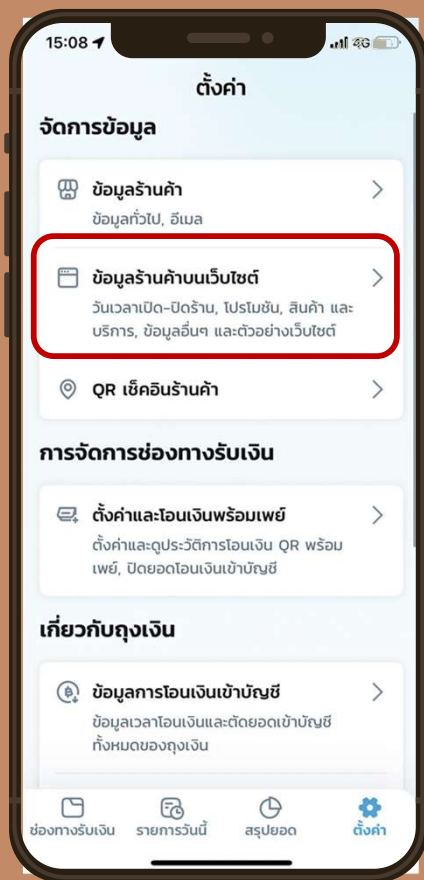 15:08
4G
ตั้งค่า
จัดการข้อมูล
ข้อมูลร้านค้า
ข้อมูลทั่วไป, อีเมล
ข้อมูลร้านค้าบนเว็บไซต์
วันเวลาเปิด-ปิดร้าน, โปรโมชัน, สินค้า และ
บริการ, ข้อมูลอื่นๆ และตัวอย่างเว็บไซต์
QR เช็คอินร้านค้า
การจัดการช่องทางรับเงิน
ตั้งค่าและโอนเงินพร้อมเพย์
ตั้งค่าและดูประวัติการโอนเงิน QR พร้อม
เพย์, ปิดยอดโอนเงินเข้าบัญชี
เกี่ยวกับถุงเงิน
ข้อมูลการโอนเงินเข้าบัญชี
ข้อมูลเวลาโอนเงินและตัดยอดเข้าบัญชี
ทั้งหมดของถุงเงิน
ช่องทางรับเงิน รายการวันนี้ สรุปยอด ตั้งค่า